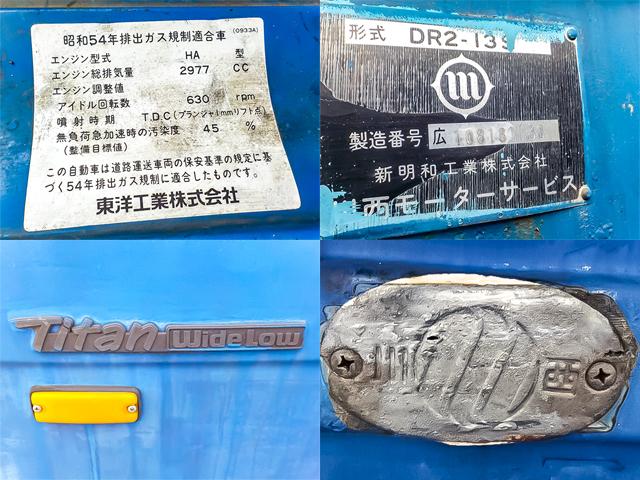 昭和54年排出ガス規制適合車 (0933A)
エンジン型式 HA 型
エンジン総排気量 2977 CC
エンジン調整値
アイドル回転数 630 rpm
噴射時期 T.D.C(プランジャ1mmリフト点)
無負荷急加速時の汚染度 45 %
(整備目標値)
この自動車は道路運送車両の保安基準の規定に基
づく54年排出ガス規制に適合したものです。
東洋工業株式会社
形式 DR2-139
製造番号 広
新明和工業株式会社
西モーターサービス
Titan WideLow